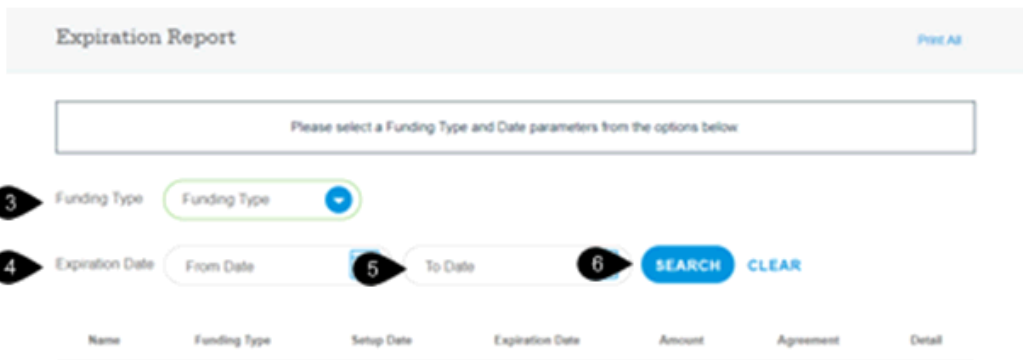 Expiration Report
Print All
Please select a Funding Type and Date parameters from the options below
3 Funding Type Funding Type
4 Expiration Date From Date 5 To Date 6 SEARCH CLEAR
Name Funding Type Setup Date Expiration Date Amount Agreement Detail